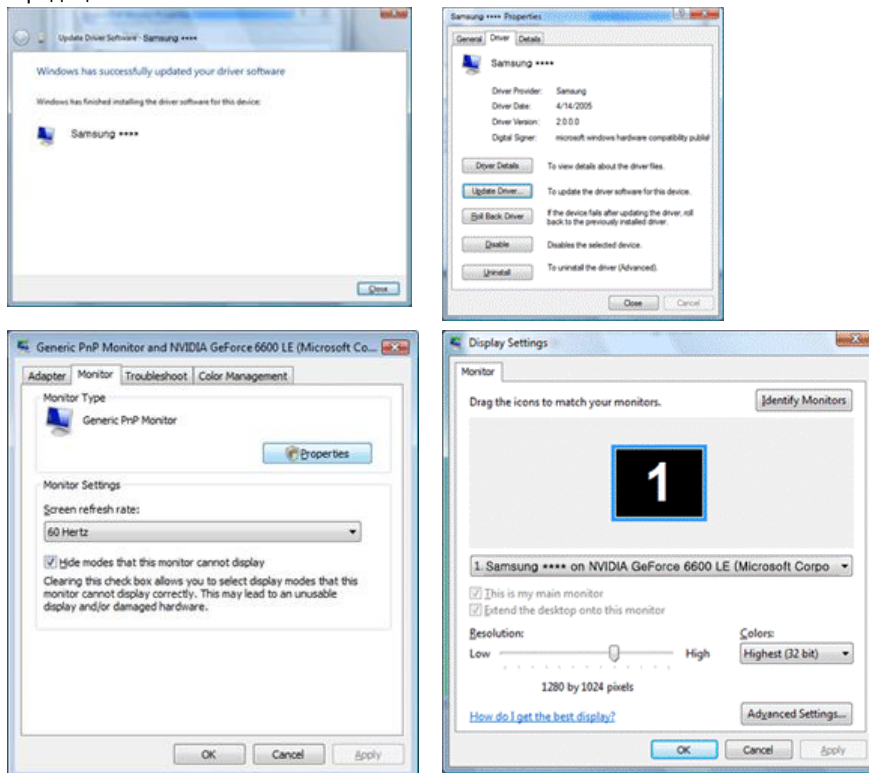 Update Driver Software - Samsung ****
Windows has successfully updated your driver software
Windows has finished installing the driver software for this device:
Samsung ****
Close
Samsung **** Properties
General Driver Details
Samsung ****
Driver Provider: Samsung
Driver Date: 4/14/2005
Driver Version: 2.0.0.0
Digital Signer: microsoft windows hardware compatibility publis
Driver Details To view details about the driver files.
Update Driver... To update the driver software for this device.
Roll Back Driver If the device fails after updating the driver, roll
back to the previously installed driver.
Disable Disables the selected device.
Uninstall To uninstall the driver (Advanced).
Close Cancel
Generic PnP Monitor and NVIDIA GeForce 6600 LE (Microsoft Co...
Adapter Monitor Troubleshoot Color Management
Monitor Type
Generic PnP Monitor
Properties
Monitor Settings
Screen refresh rate:
60 Hertz
Hide modes that this monitor cannot display
Clearing this check box allows you to select display modes that this
monitor cannot display correctly. This may lead to an unusable
display and/or damaged hardware.
OK Cancel Apply
Display Settings
Monitor
Drag the icons to match your monitors. Identify Monitors
1
1. Samsung **** on NVIDIA GeForce 6600 LE (Microsoft Corpo
This is my main monitor
Extend the desktop onto this monitor
Resolution: Colors:
Low High Highest (32 bit)
1280 by 1024 pixels
How do I get the best display? Advanced Settings...
OK Cancel Apply